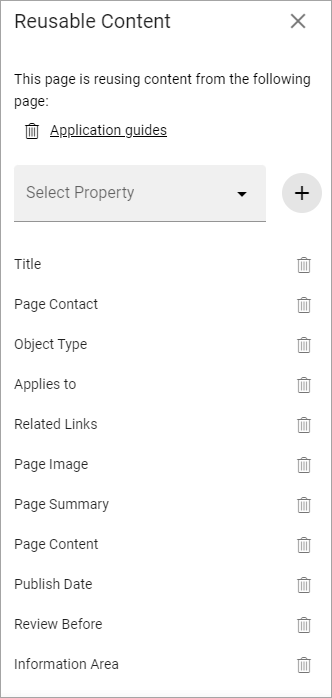 Reusable Content
This page is reusing content from the following
page:
Application guides
Select Property
Title
Page Contact
Object Type
Applies to
Related Links
Page Image
Page Summary
Page Content
Publish Date
Review Before
Information Area